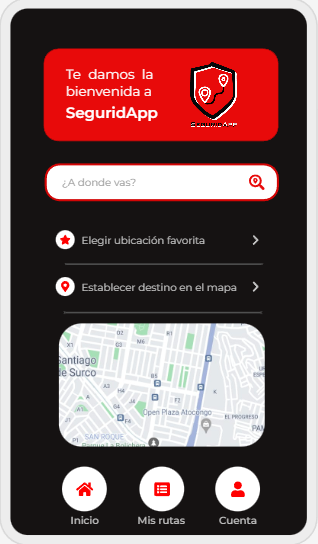 Te damos la
bienvenida a
SeguridApp
SeguridApp
¿A donde vas?
Elegir ubicación favorita
Establecer destino en el mapa
Santiago
de Surco
Open Plaza Atocongo
EL PROGRESO
PAN
SAN ROQUE
Inicio
Mis rutas
Cuenta